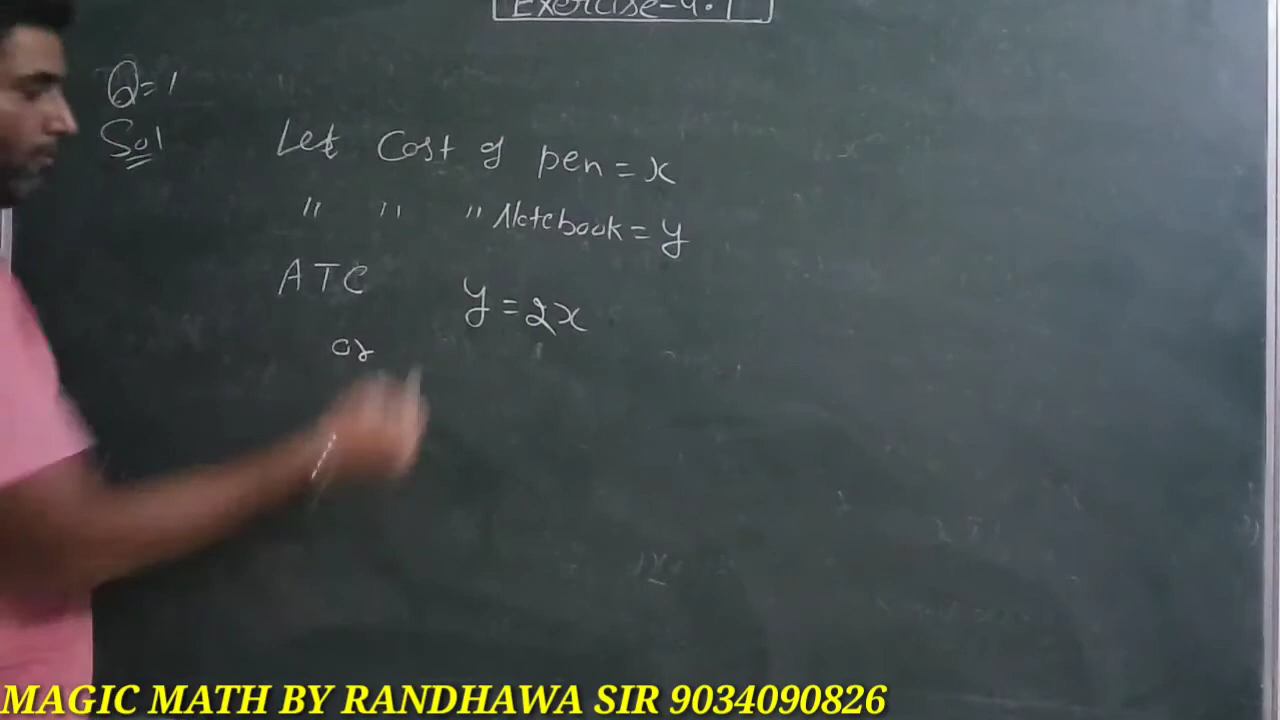 Exercise-4.1
Q=1
Sol Let Cost of pen = x
" " " Notebook = y
ATC y = 2x
or
MAGIC MATH BY RANDHAWA SIR 9034090826